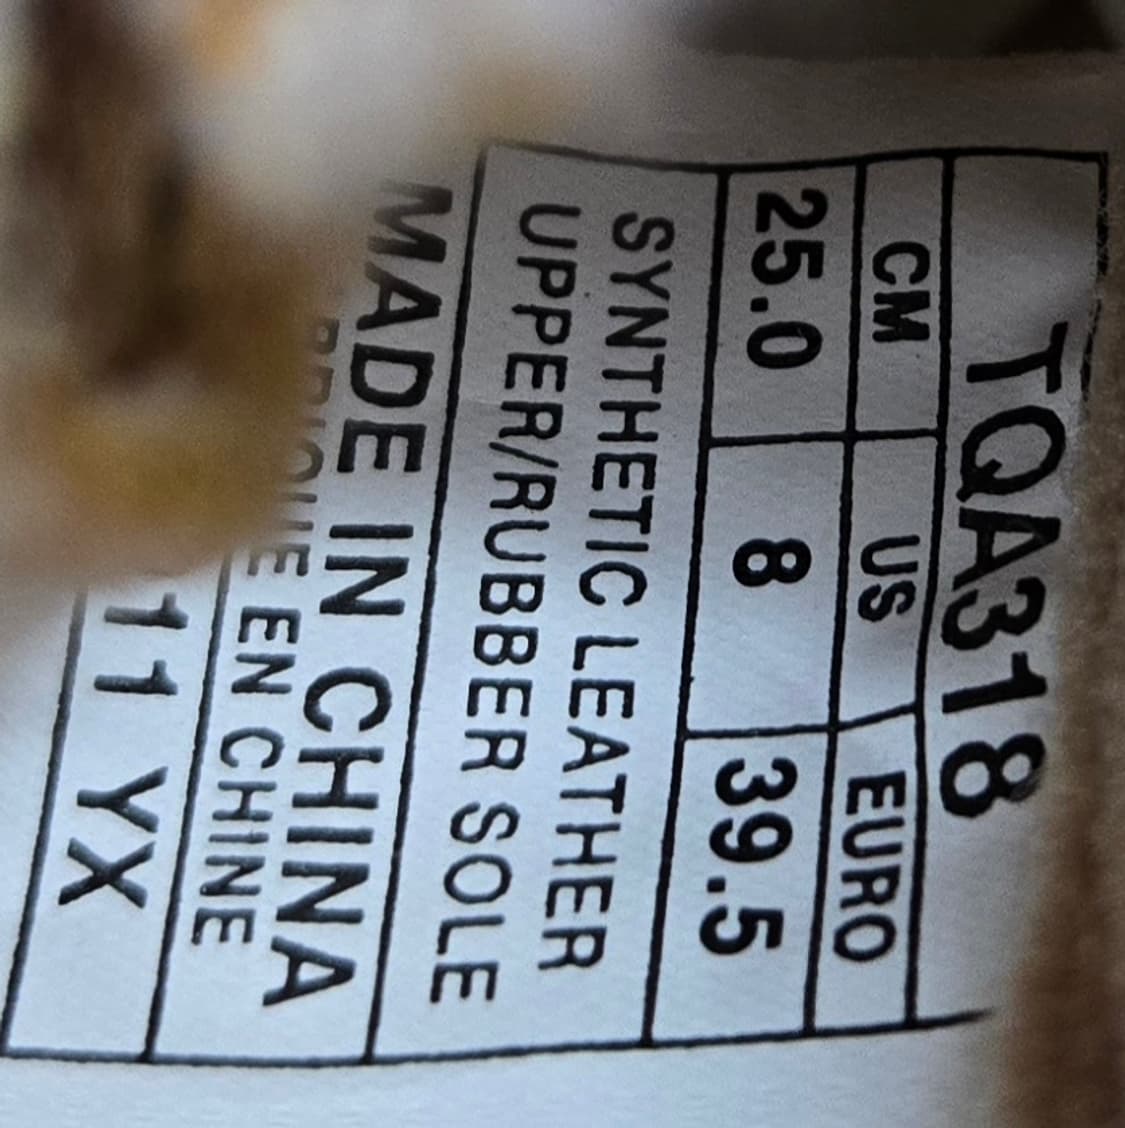 TQA318
CM US EURO
25.0 8 39.5
SYNTHETIC LEATHER
UPPER/RUBBER SOLE
MADE IN CHINA
EN CHINE
11 YX